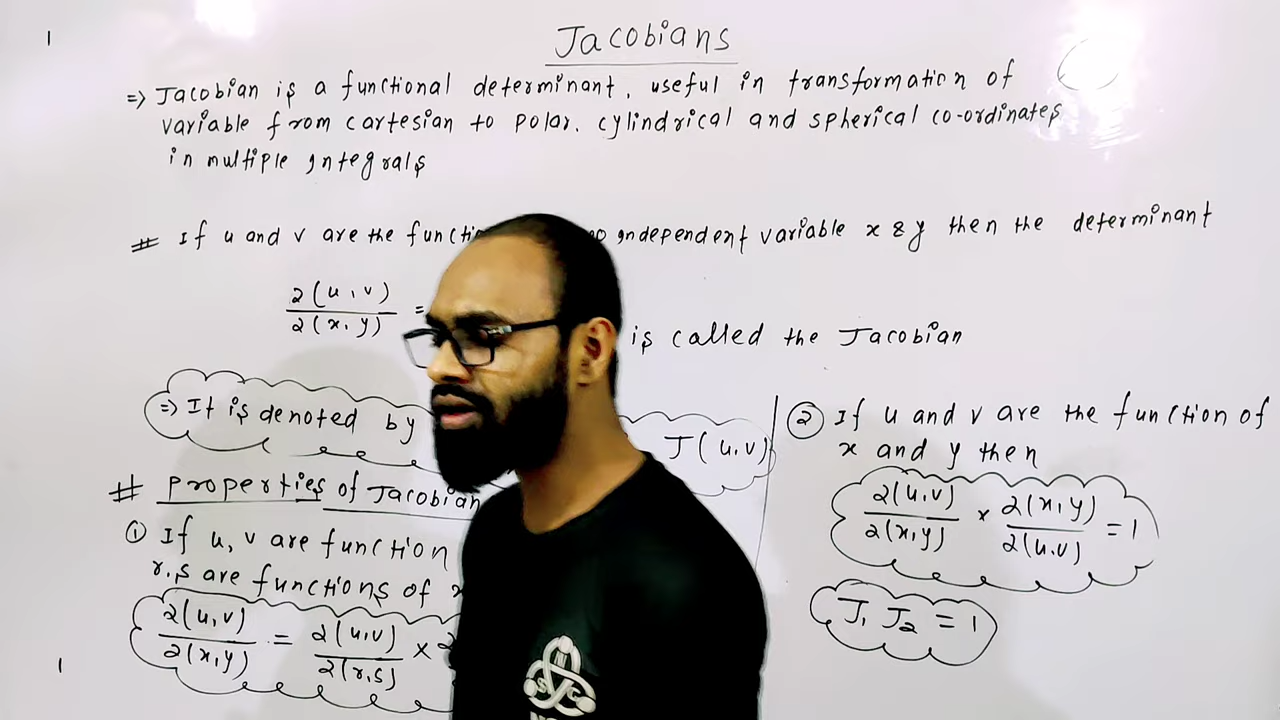 Jacobians
=> Jacobian is a functional determinant, useful in transformation of
variable from cartesian to polar, cylindrical and spherical co-ordinates
in multiple integrals
# If u and v are the independent variable x & y then the determinant
∂(u,v)/∂(x,y) = is called the Jacobian
=> It is denoted by J(u,v)
# Properties of Jacobian
① If u, v are function
r,s are functions of
∂(u,v)/∂(x,y) = ∂(u,v)/∂(r,s) ×
② If u and v are the function of
x and y then
∂(u,v)/∂(x,y) × ∂(x,y)/∂(u,v) = 1
J₁ J₂ = 1